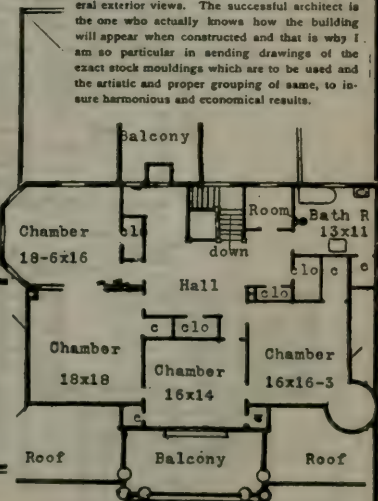 eral exterior views. The successful architect is
the one who actually knows how the building
will appear when constructed and that is why I
am so particular in sending drawings of the
exact stock mouldings which are to be used and
the artistic and proper grouping of same, to in-
sure harmonious and economical results.
Balcony
Room
Bath R
13x11
Chamber
18-6x16
clo
down
Hall
clo
c
c
clo
c
clo
Chamber
18x18
Chamber
16x14
Chamber
16x16-3
c
Roof
Balcony
Roof